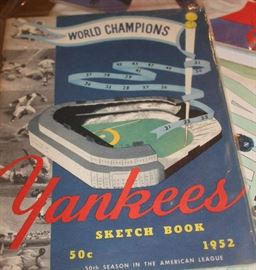 WORLD CHAMPIONS
Yankees
SKETCH BOOK
50c 1952
50th SEASON IN THE AMERICAN LEAGUE